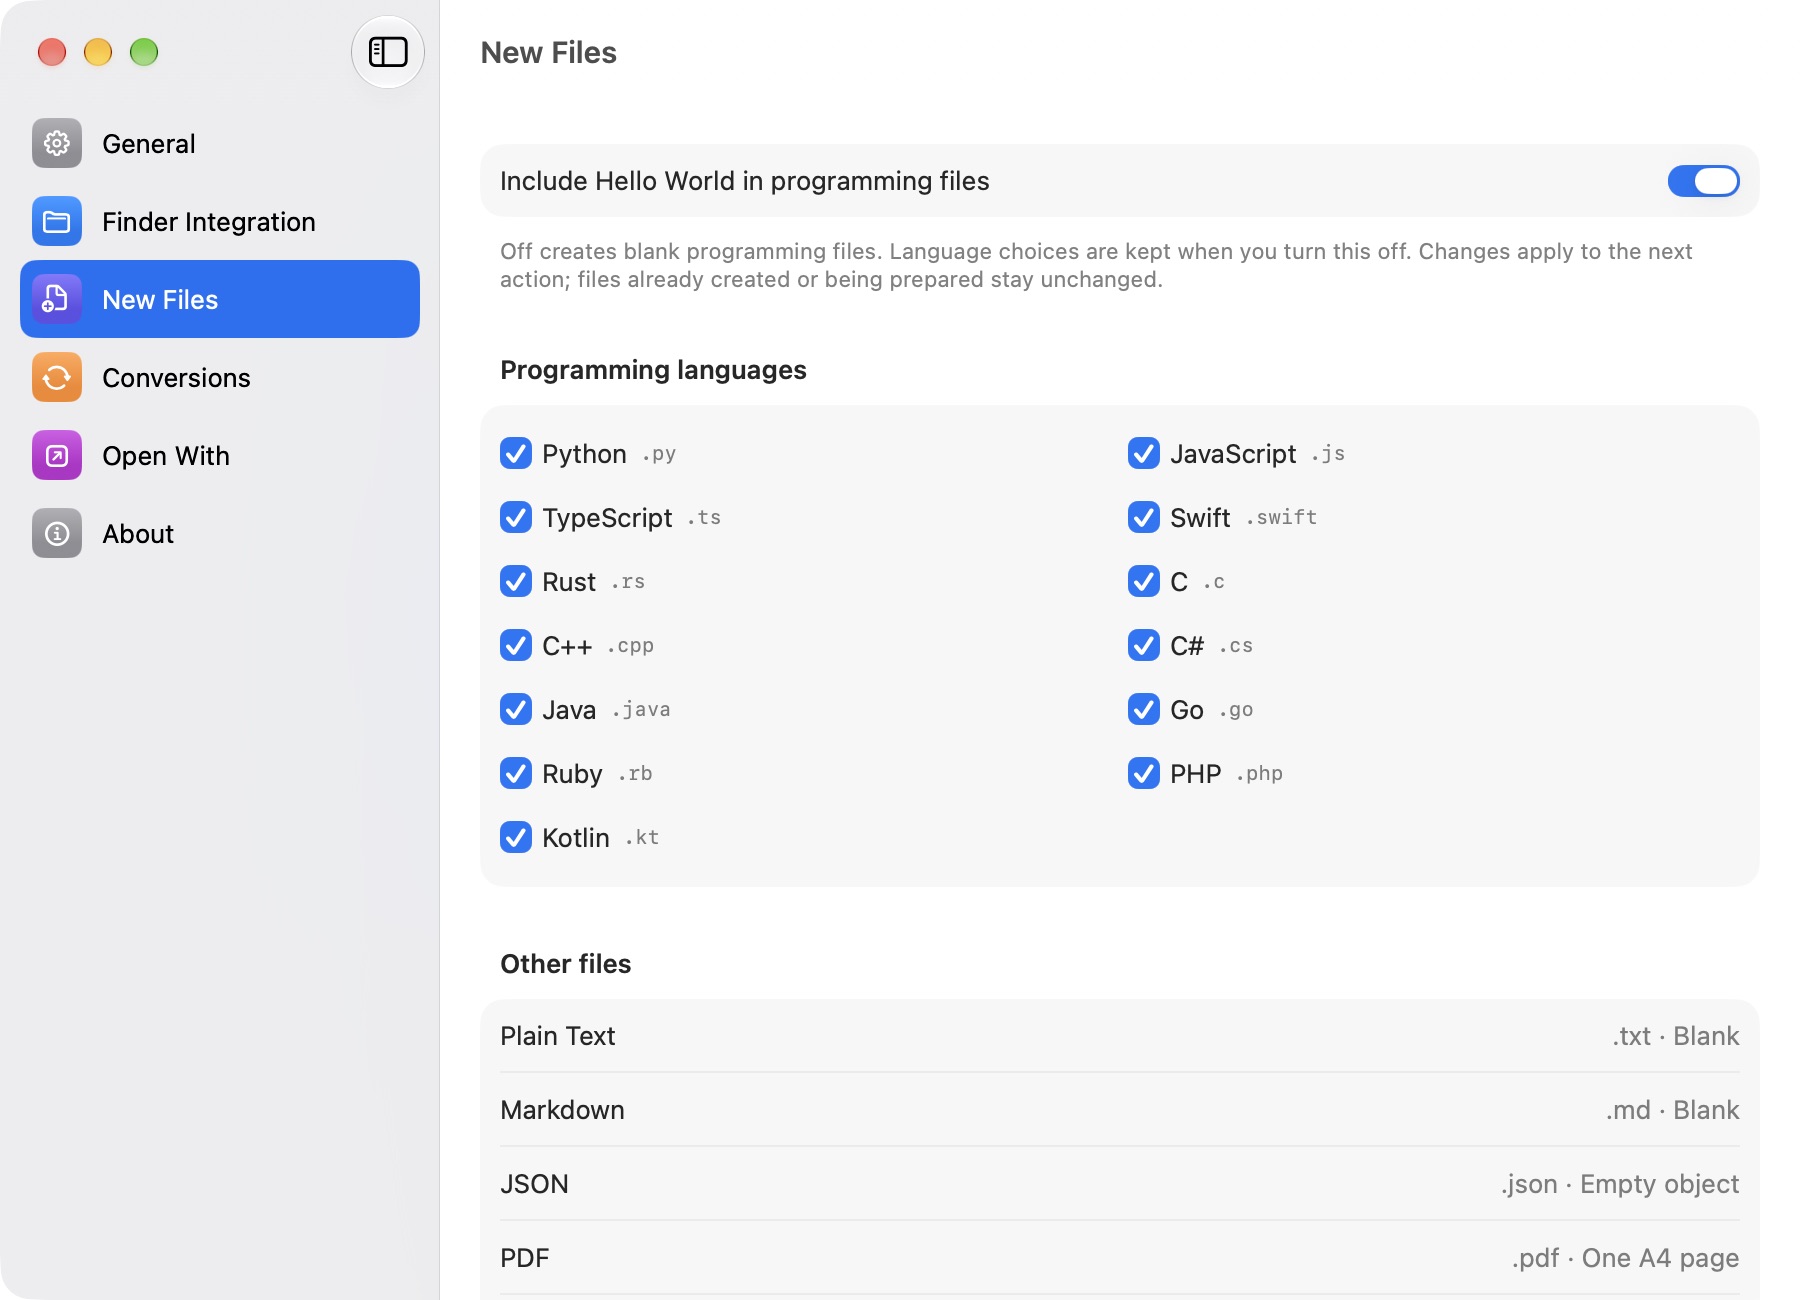 New Files
General
Finder Integration
New Files
Conversions
Open With
About
Include Hello World in programming files
Off creates blank programming files. Language choices are kept when you turn this off. Changes apply to the next
action; files already created or being prepared stay unchanged.
Programming languages
Python .py
JavaScript .js
TypeScript .ts
Swift .swift
Rust .rs
C .c
C++ .cpp
C# .cs
Java .java
Go .go
Ruby .rb
PHP .php
Kotlin .kt
Other files
Plain Text .txt · Blank
Markdown .md · Blank
JSON .json · Empty object
PDF .pdf · One A4 page